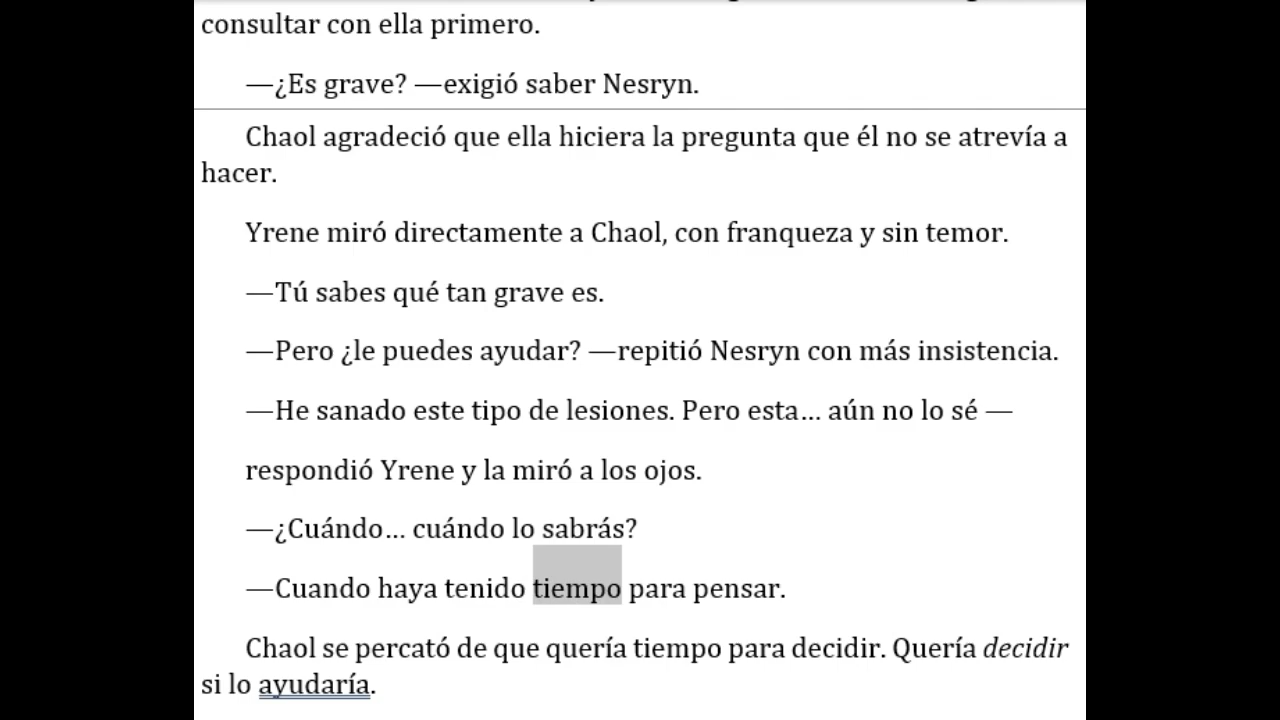 consultar con ella primero.
—¿Es grave? —exigió saber Nesryn.
Chaol agradeció que ella hiciera la pregunta que él no se atrevía a
hacer.
Yrene miró directamente a Chaol, con franqueza y sin temor.
—Tú sabes qué tan grave es.
—Pero ¿le puedes ayudar? —repitió Nesryn con más insistencia.
—He sanado este tipo de lesiones. Pero esta... aún no lo sé —
respondió Yrene y la miró a los ojos.
—¿Cuándo... cuándo lo sabrás?
—Cuando haya tenido tiempo para pensar.
Chaol se percató de que quería tiempo para decidir. Quería decidir
si lo ayudaría.